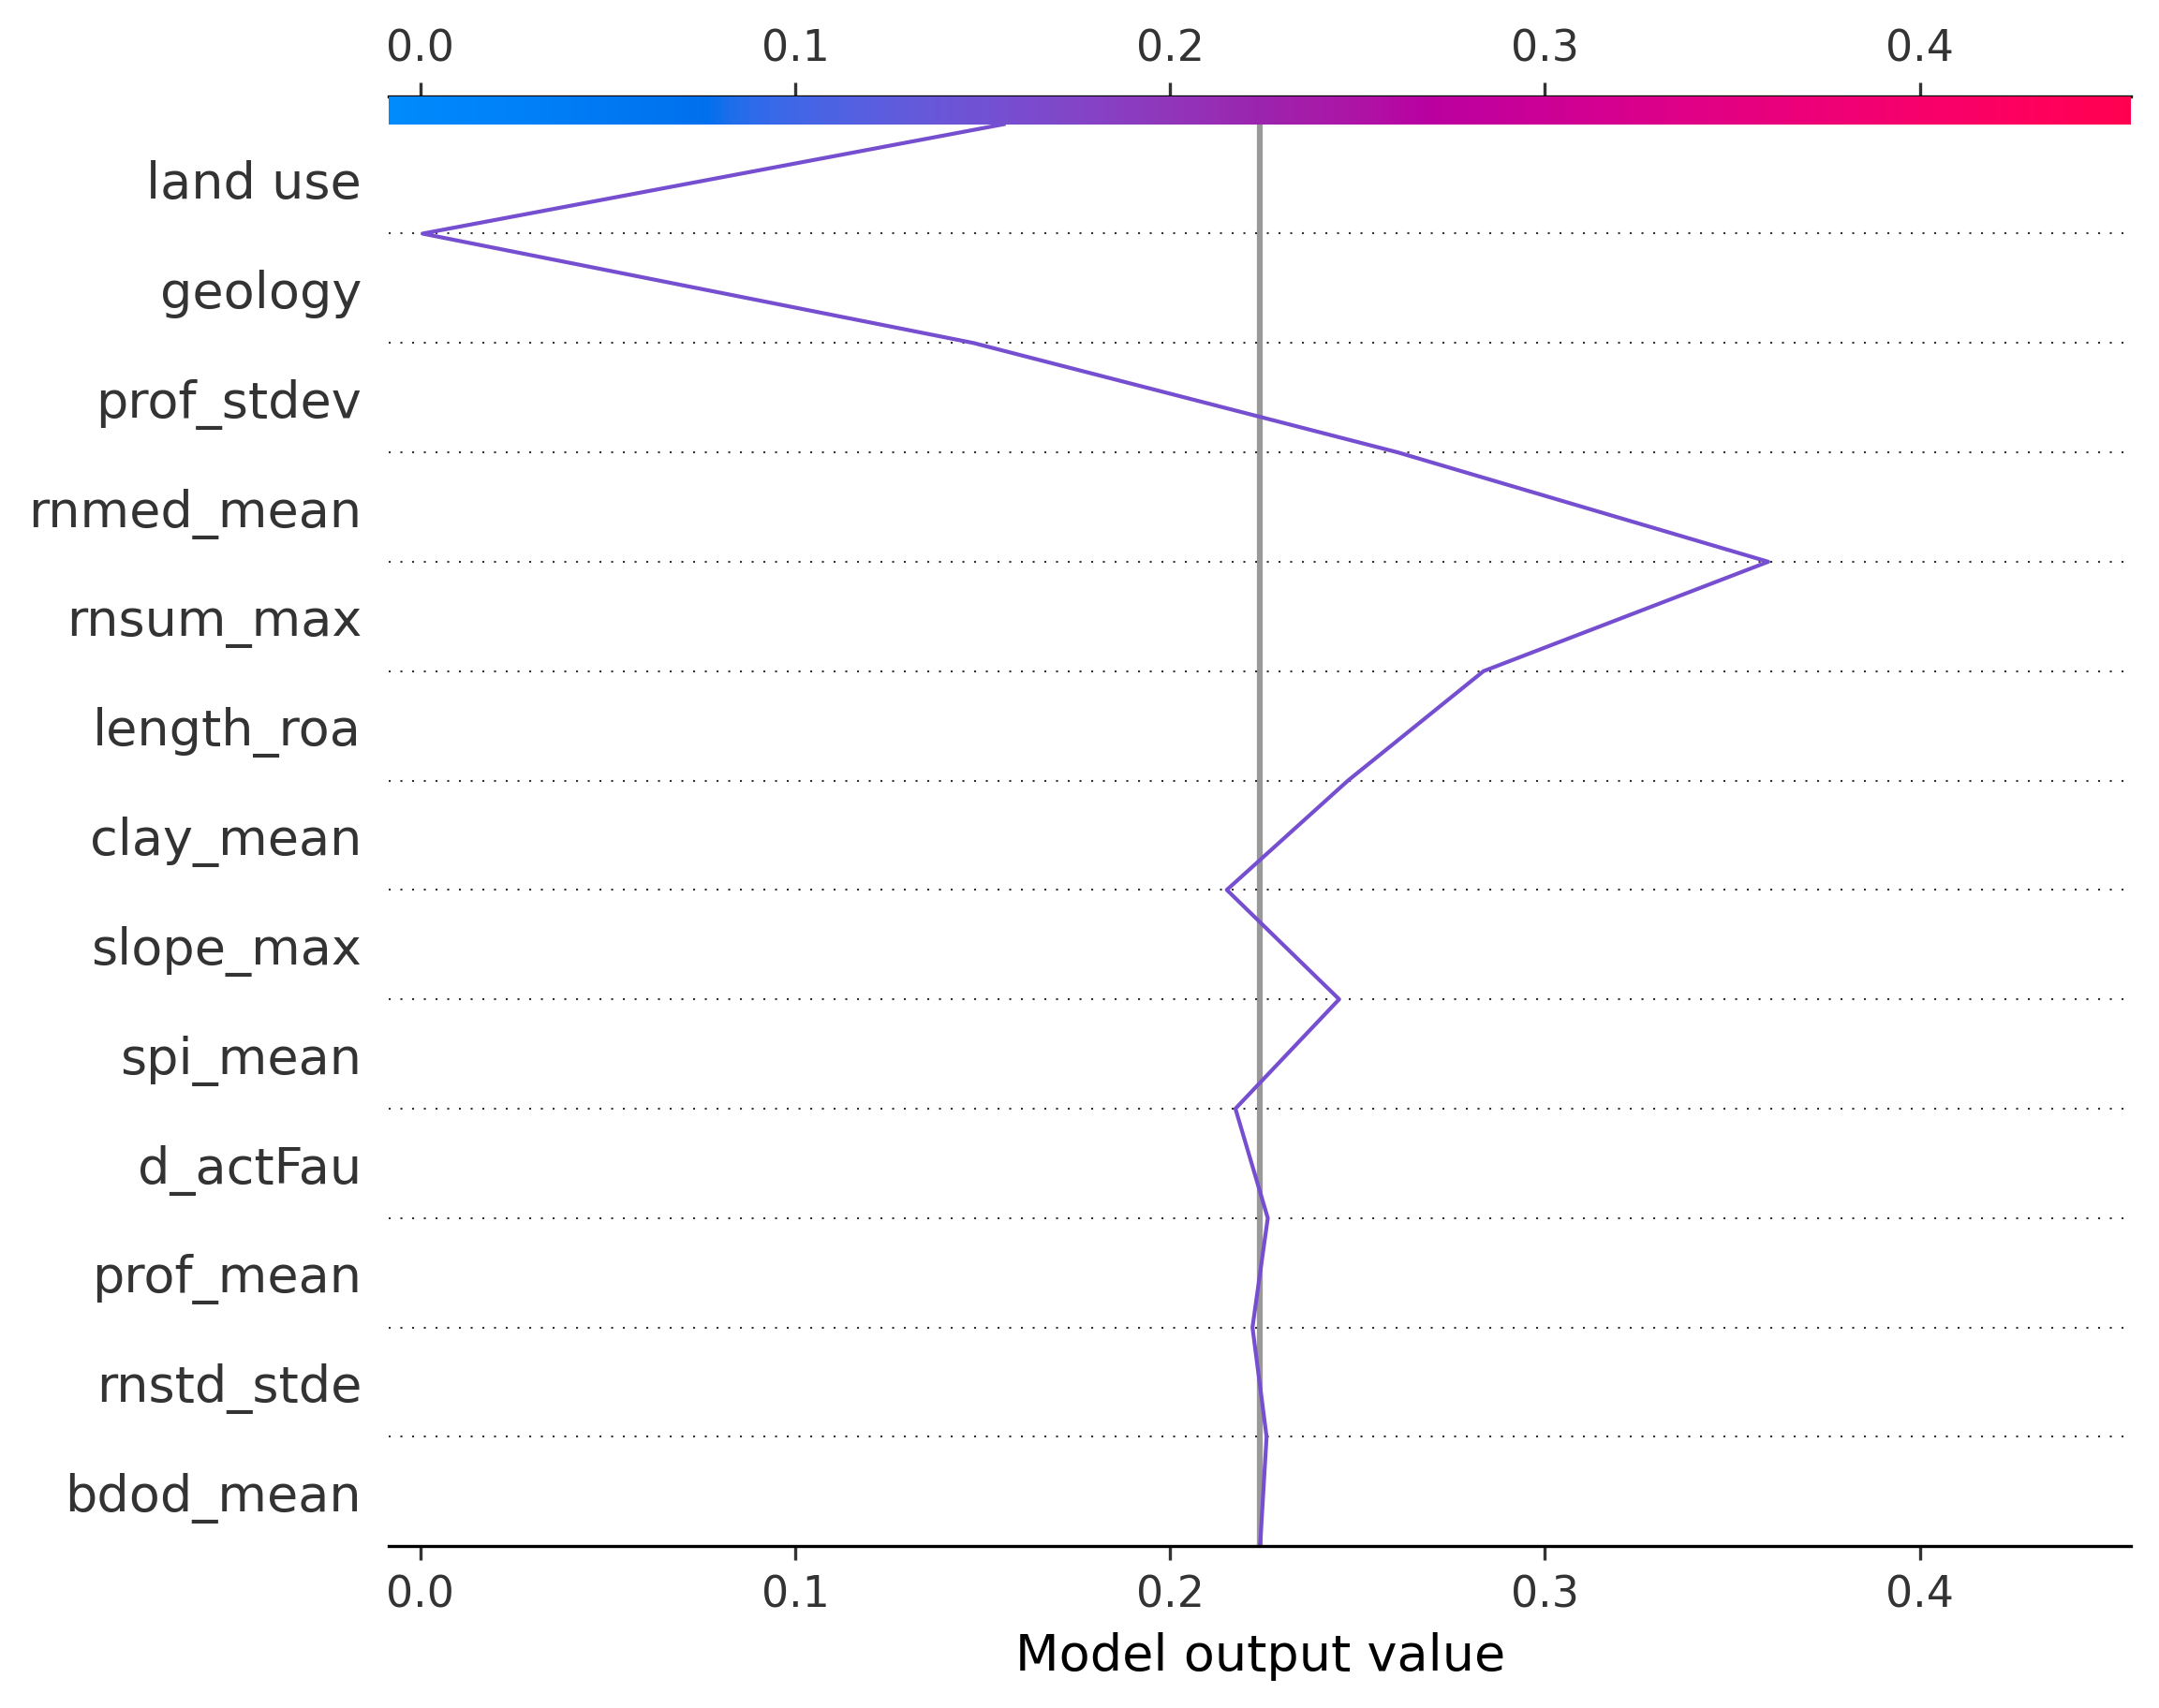 0.0 0.1 0.2 0.3 0.4
land use
geology
prof_stdev
rnmed_mean
rnsum_max
length_roa
clay_mean
slope_max
spi_mean
d_actFau
prof_mean
rnstd_stde
bdod_mean
0.0 0.1 0.2 0.3 0.4
Model output value